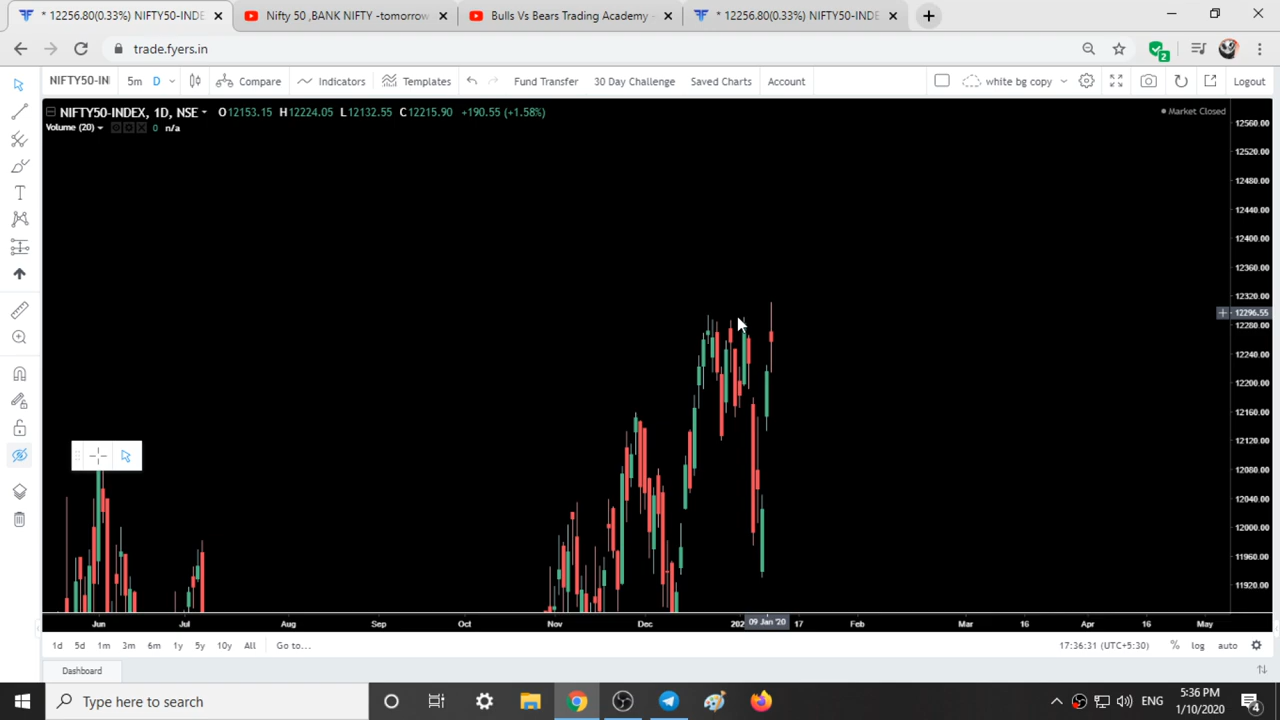 * 12256.80(0.33%) NIFTY50-INDE
Nifty 50 ,BANK NIFTY -tomorrow
Bulls Vs Bears Trading Academy -
* 12256.80(0.33%) NIFTY50-INDE
trade.fyers.in
2
NIFTY50-IN
5m
D
Compare
Indicators
Templates
Fund Transfer
30 Day Challenge
Saved Charts
Account
white bg copy
Logout
NIFTY50-INDEX, 1D, NSE
O12153.15 H12224.05 L12132.55 C12215.90 +190.55 (+1.58%)
Market Closed
Volume (20)
0 n/a
12560.00
12520.00
12480.00
12440.00
12400.00
12360.00
12320.00
12296.55
12280.00
12240.00
12200.00
12160.00
12120.00
12080.00
12040.00
12000.00
11960.00
11920.00
Jun
Jul
Aug
Sep
Oct
Nov
Dec
202
09 Jan '20
17
Feb
Mar
16
Apr
16
May
1d
5d
1m
3m
6m
1y
5y
10y
All
Go to...
17:36:31 (UTC+5:30)
%
log
auto
Dashboard
Type here to search
ENG
5:36 PM
1/10/2020
4